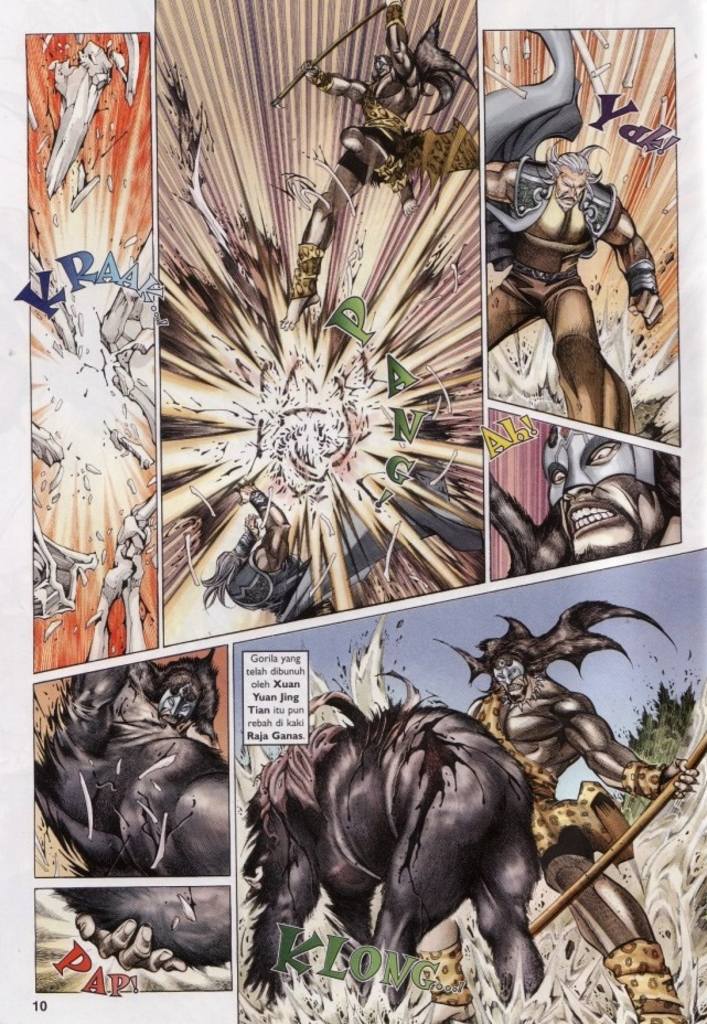 KRAAK...!
PANG!
Yak!
Ah!
Gorila yang
telah dibunuh
oleh Xuan
Yuan Jing
Tian itu pun
rebah di kaki
Raja Ganas.
PAP!
KLONG...!
10